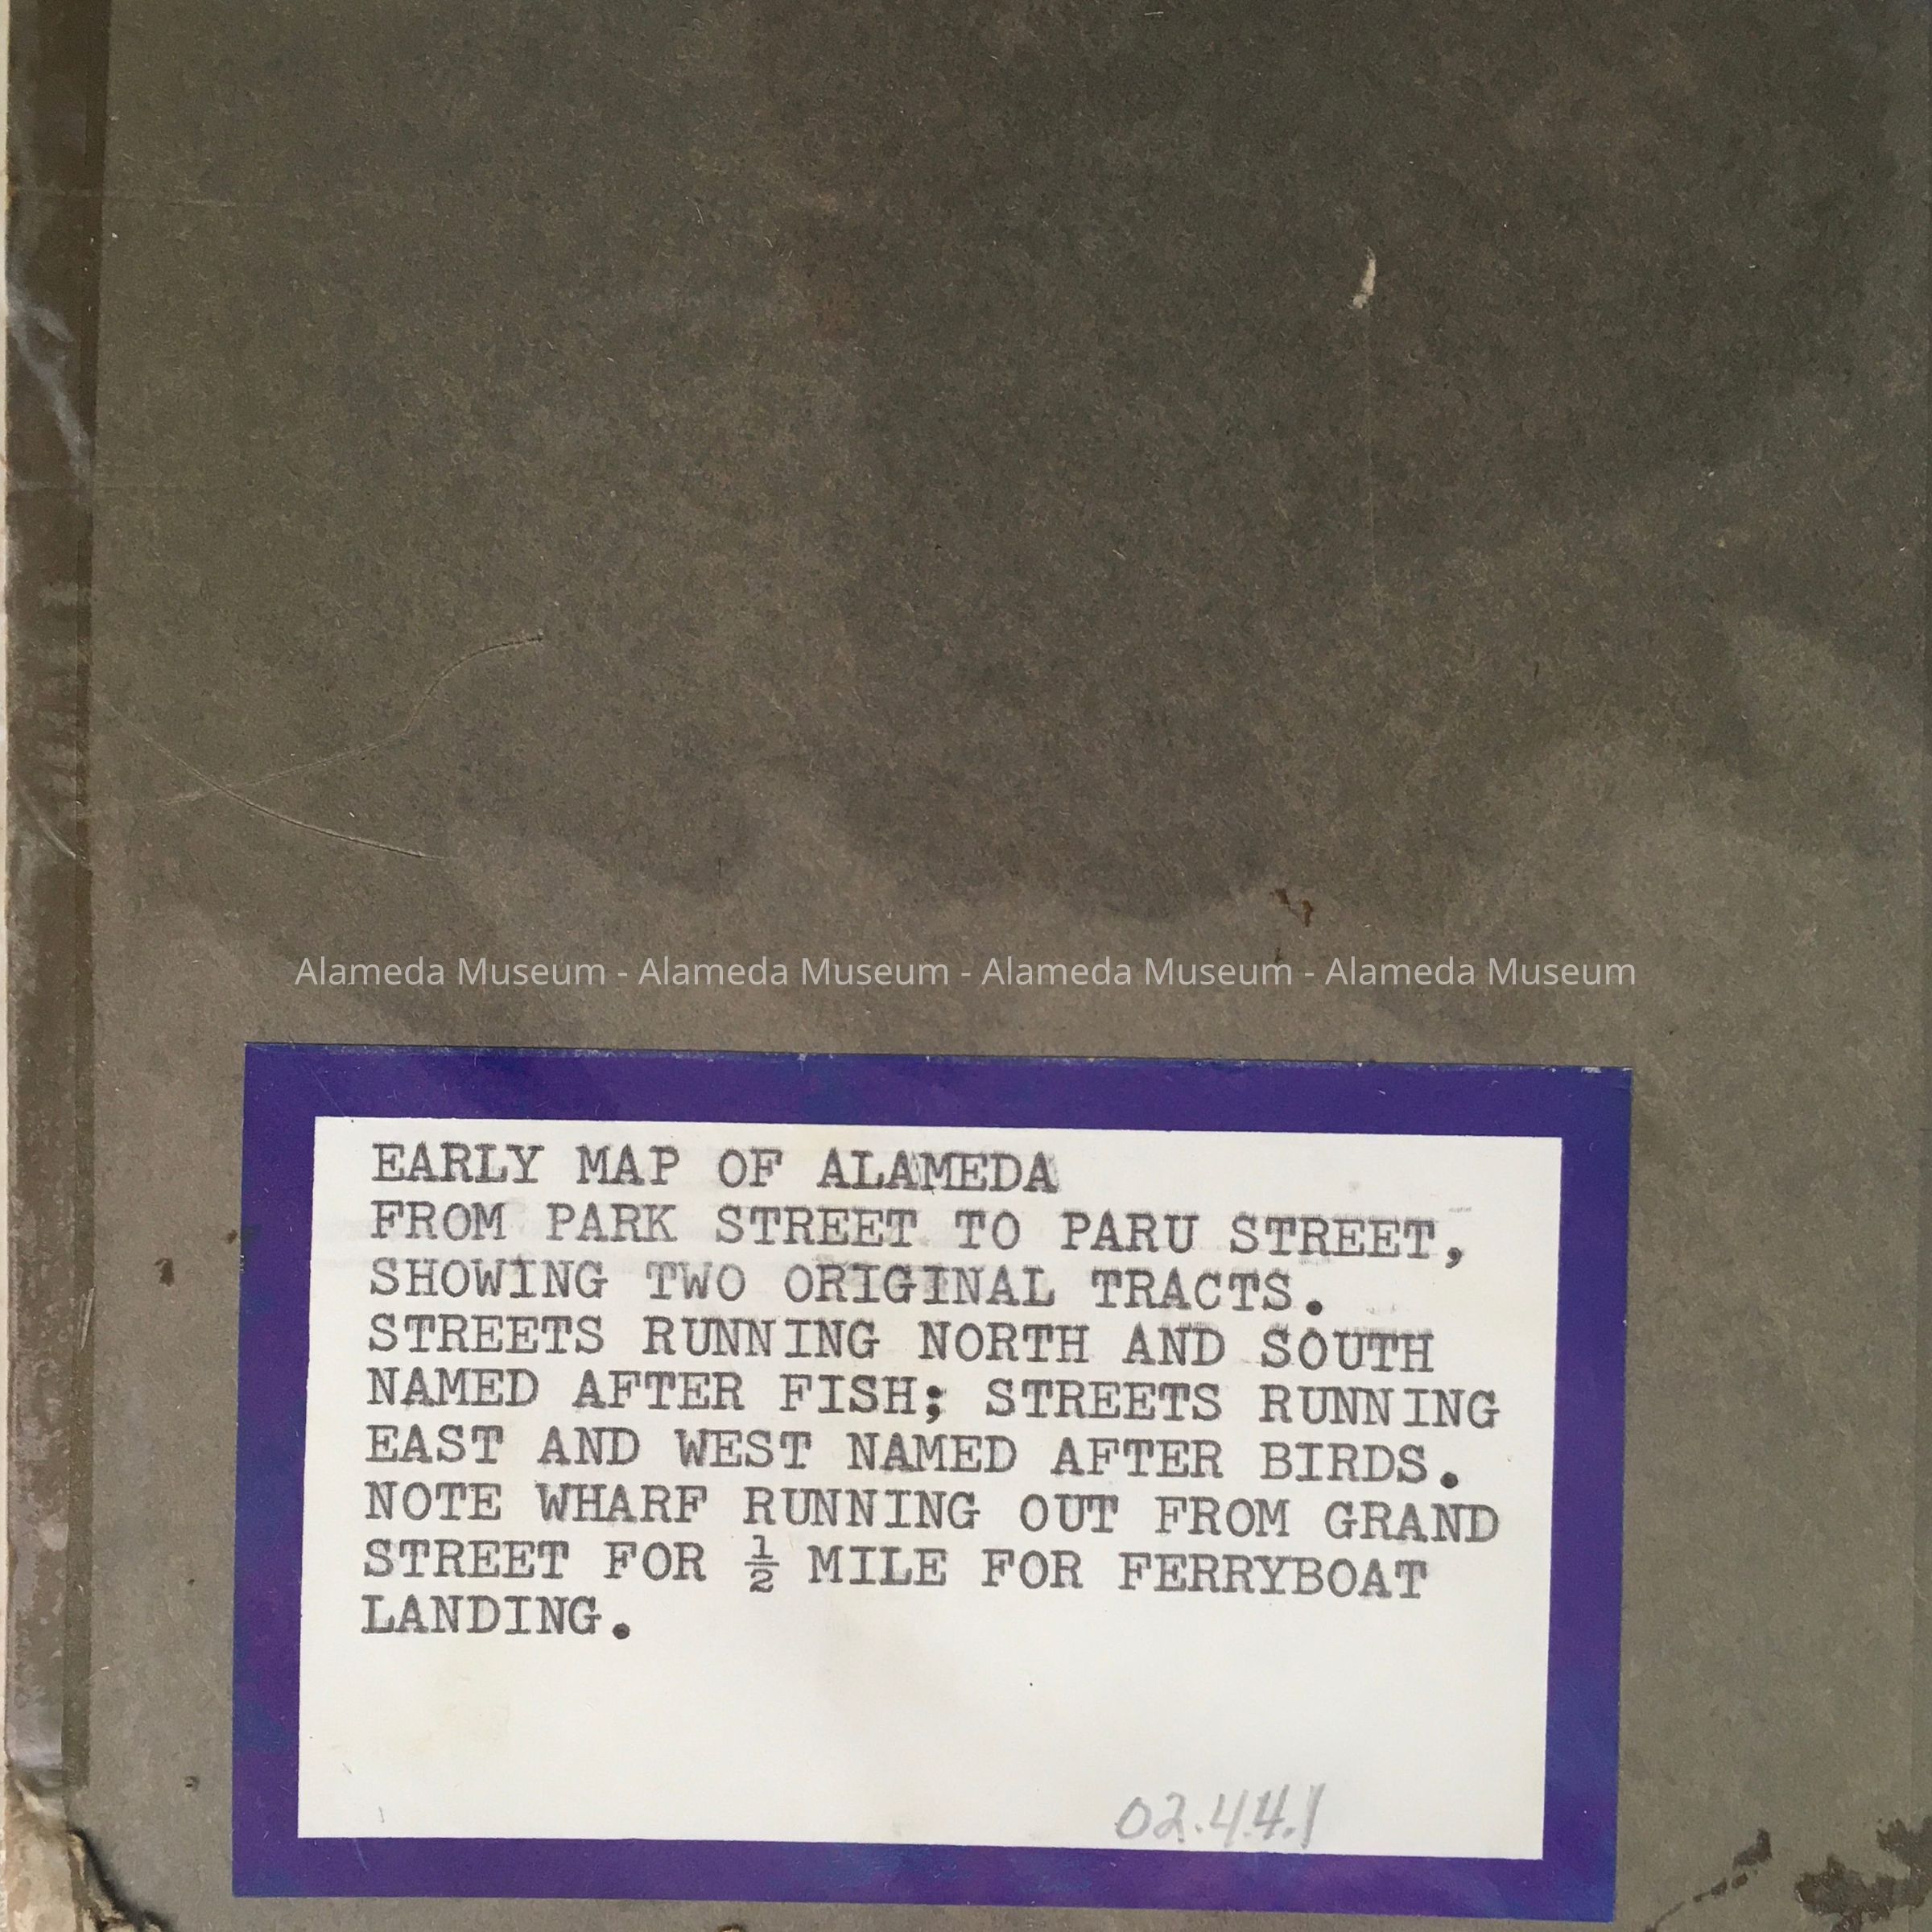 Alameda Museum - Alameda Museum - Alameda Museum - Alameda Museum
EARLY MAP OF ALAMEDA
FROM PARK STREET TO PARU STREET,
SHOWING TWO ORIGINAL TRACTS.
STREETS RUNNING NORTH AND SOUTH
NAMED AFTER FISH; STREETS RUNNING
EAST AND WEST NAMED AFTER BIRDS.
NOTE WHARF RUNNING OUT FROM GRAND
STREET FOR ½ MILE FOR FERRYBOAT
LANDING.
02.44.1